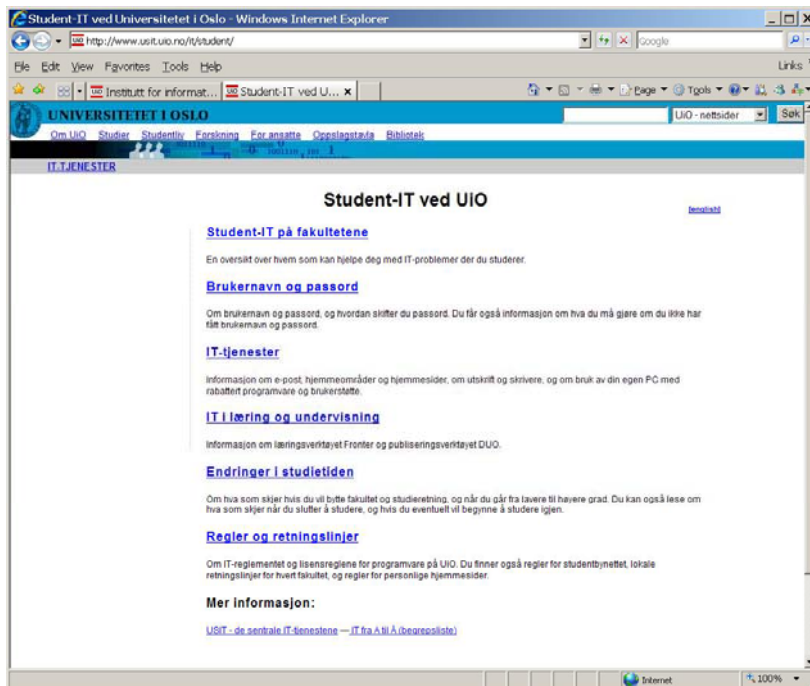 Student-IT ved Universitetet i Oslo - Windows Internet Explorer
http://www.usit.uio.no/it/student/
Google
File Edit View Favorites Tools Help
Links
Institutt for informat...
Student-IT ved U...
Page
Tools
UNIVERSITETET I OSLO
UiO - nettsider
Søk
Om UiO Studier Studentliv Forskning For ansatte Oppslagstavla Bibliotek
IT-TJENESTER
Student-IT ved UiO
[english]
Student-IT på fakultetene
En oversikt over hvem som kan hjelpe deg med IT-problemer der du studerer.
Brukernavn og passord
Om brukernavn og passord, og hvordan skifter du passord. Du får også informasjon om hva du må gjøre om du ikke har
fått brukernavn og passord.
IT-tjenester
Informasjon om e-post, hjemmeområder og hjemmesider, om utskrift og skrivere, og om bruk av din egen PC med
rabattert programvare og brukerstøtte.
IT i læring og undervisning
Informasjon om læringsverktøyet Fronter og publiseringsverktøyet DUO.
Endringer i studietiden
Om hva som skjer hvis du vil bytte fakultet og studieretning, og når du går fra lavere til høyere grad. Du kan også lese om
hva som skjer når du slutter å studere, og hvis du eventuelt vil begynne å studere igjen.
Regler og retningslinjer
Om IT-reglementet og lisensreglene for programvare på UiO. Du finner også regler for studentbynettet, lokale
retningslinjer for hvert fakultet, og regler for personlige hjemmesider.
Mer informasjon:
USIT - de sentrale IT-tjenestene — IT fra A til Å (begrepsliste)
Internet
100%